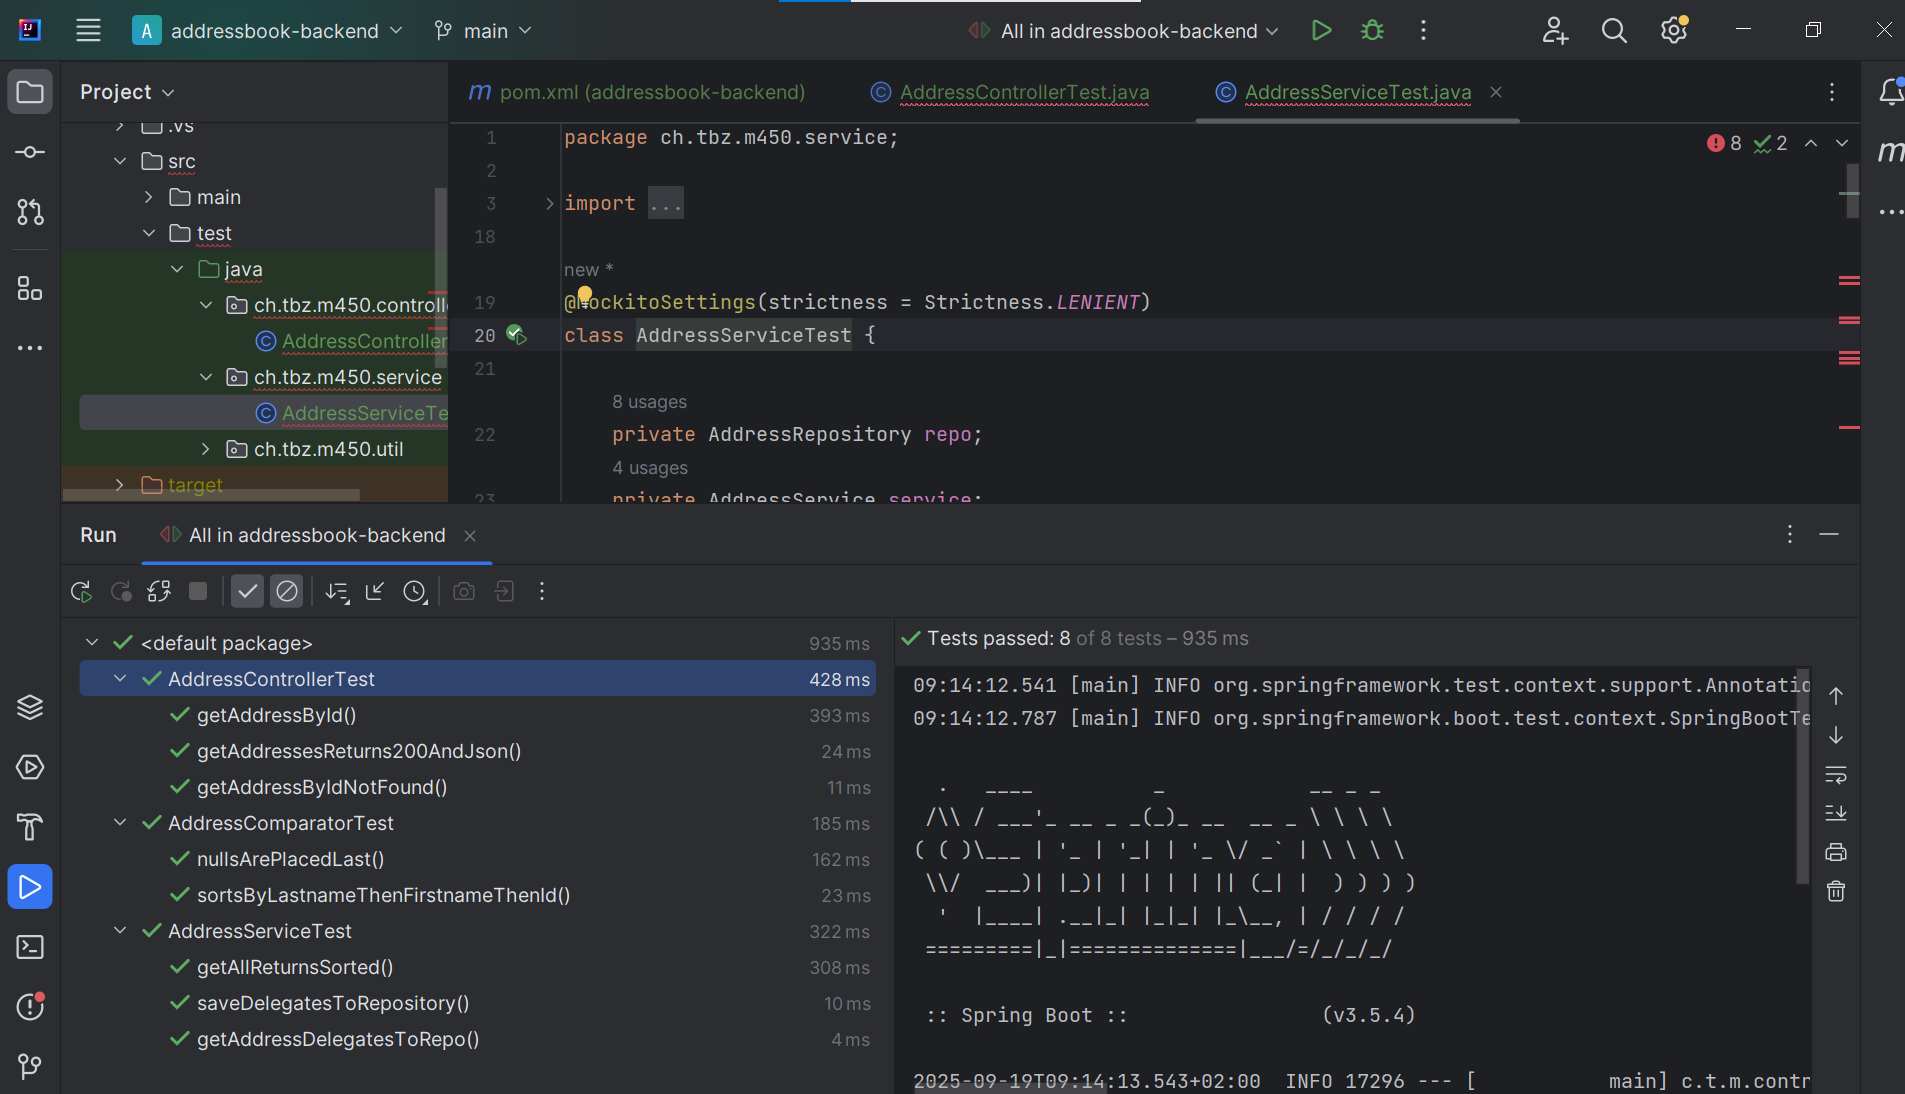 A addressbook-backend main All in addressbook-backend
Project
pom.xml (addressbook-backend) AddressControllerTest.java AddressServiceTest.java
.vs
src
main
test
java
ch.tbz.m450.controll
AddressController
ch.tbz.m450.service
AddressServiceTe
ch.tbz.m450.util
target
8 2
1 package ch.tbz.m450.service;
2
3 import ...
18
new *
19 @MockitoSettings(strictness = Strictness.LENIENT)
20 class AddressServiceTest {
21
8 usages
22 private AddressRepository repo;
4 usages
23 private AddressService service;
Run All in addressbook-backend
<default package> 935 ms
AddressControllerTest 428 ms
getAddressById() 393 ms
getAddressesReturns200AndJson() 24 ms
getAddressByIdNotFound() 11 ms
AddressComparatorTest 185 ms
nullsArePlacedLast() 162 ms
sortsByLastnameThenFirstnameThenId() 23 ms
AddressServiceTest 322 ms
getAllReturnsSorted() 308 ms
saveDelegatesToRepository() 10 ms
getAddressDelegatesToRepo() 4 ms
Tests passed: 8 of 8 tests – 935 ms
09:14:12.541 [main] INFO org.springframework.test.context.support.Annotatio
09:14:12.787 [main] INFO org.springframework.boot.test.context.SpringBootTe
  .   ____          _            __ _ _
 /\\ / ___'_ __ _ _(_)_ __  __ _ \ \ \ \
( ( )\___ | '_ | '_| | '_ \/ _` | \ \ \ \
 \\/  ___)| |_)| | | | | || (_| |  ) ) ) )
  '  |____| .__|_| |_|_| |_\__, | / / / /
 =========|_|==============|___/=/_/_/_/
:: Spring Boot :: (v3.5.4)
2025-09-19T09:14:13.543+02:00 INFO 17296 --- [ main] c.t.m.contr